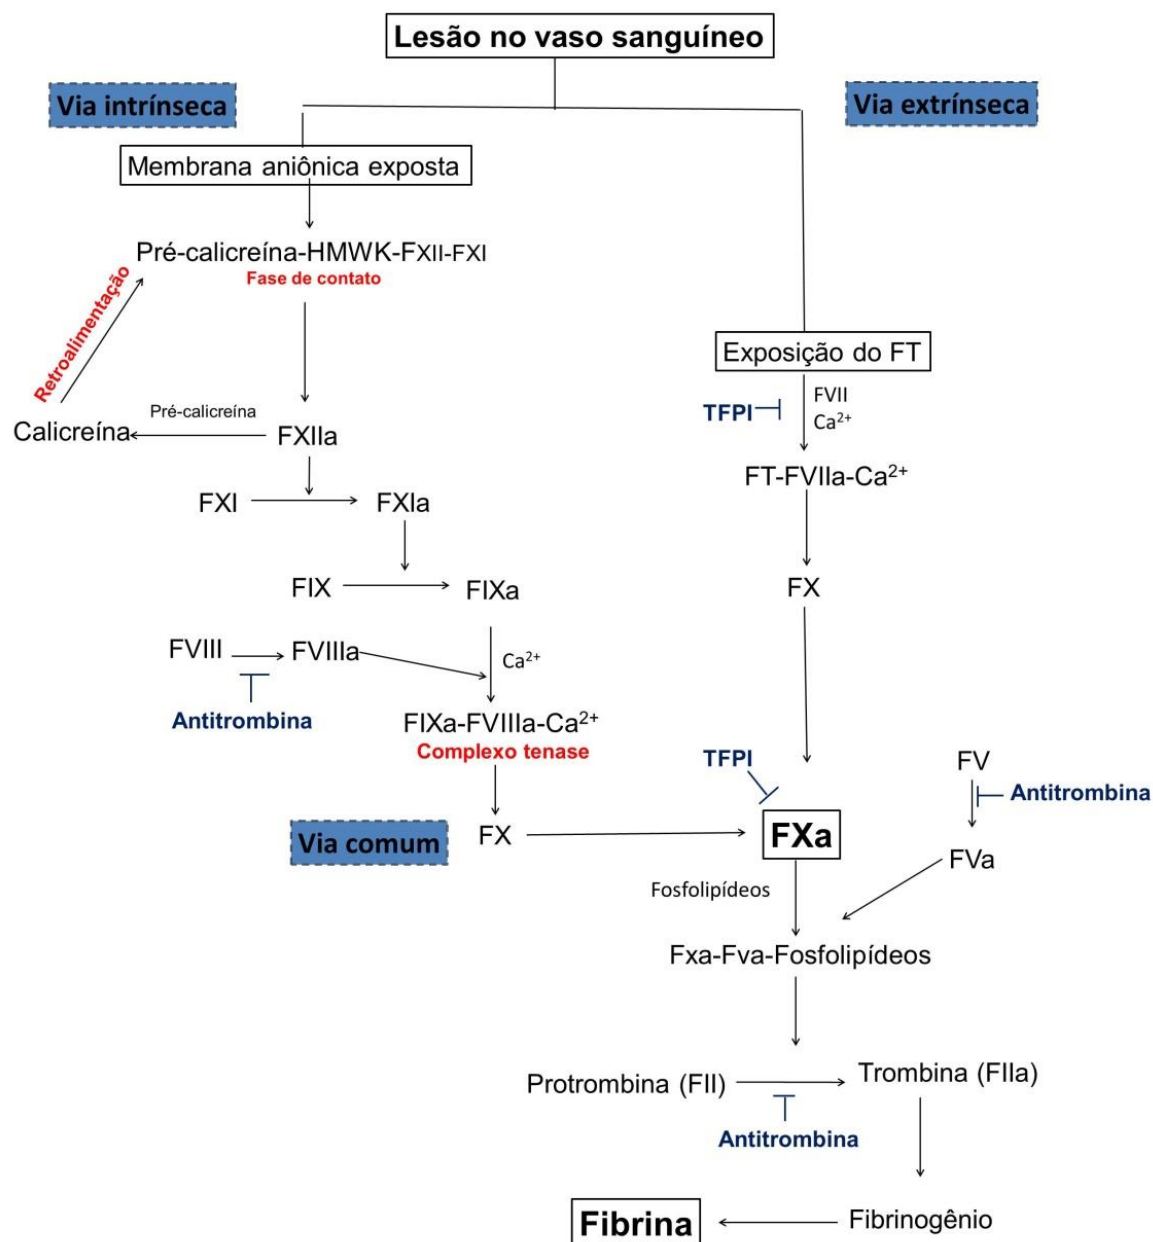 Lesão no vaso sanguíneo
Via intrínseca
Via extrínseca
Membrana aniônica exposta
Pré-calicreína-HMWK-FXII-FXI
Fase de contato
Retroalimentação
Exposição do FT
FVII
TFPI
Ca²⁺
Pré-calicreína
Calicreína
FXIIa
FT-FVIIa-Ca²⁺
FXI
FXIa
FIX
FIXa
FX
FVIII
FVIIIa
Ca²⁺
Antitrombina
FIXa-FVIIIa-Ca²⁺
Complexo tenase
TFPI
FV
Antitrombina
Via comum
FX
FXa
FVa
Fosfolipídeos
Fxa-Fva-Fosfolipídeos
Protrombina (FII)
Trombina (FIIa)
Antitrombina
Fibrina
Fibrinogênio